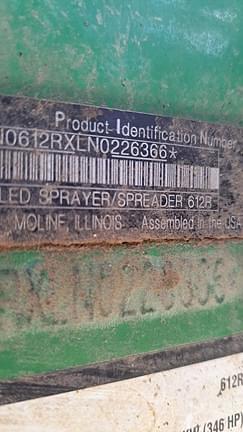 Product Identification Number
0612RXLN0226366*
LED SPRAYER/SPREADER 612R
MOLINE, ILLINOIS Assembled in the USA
612R
(346 HP)